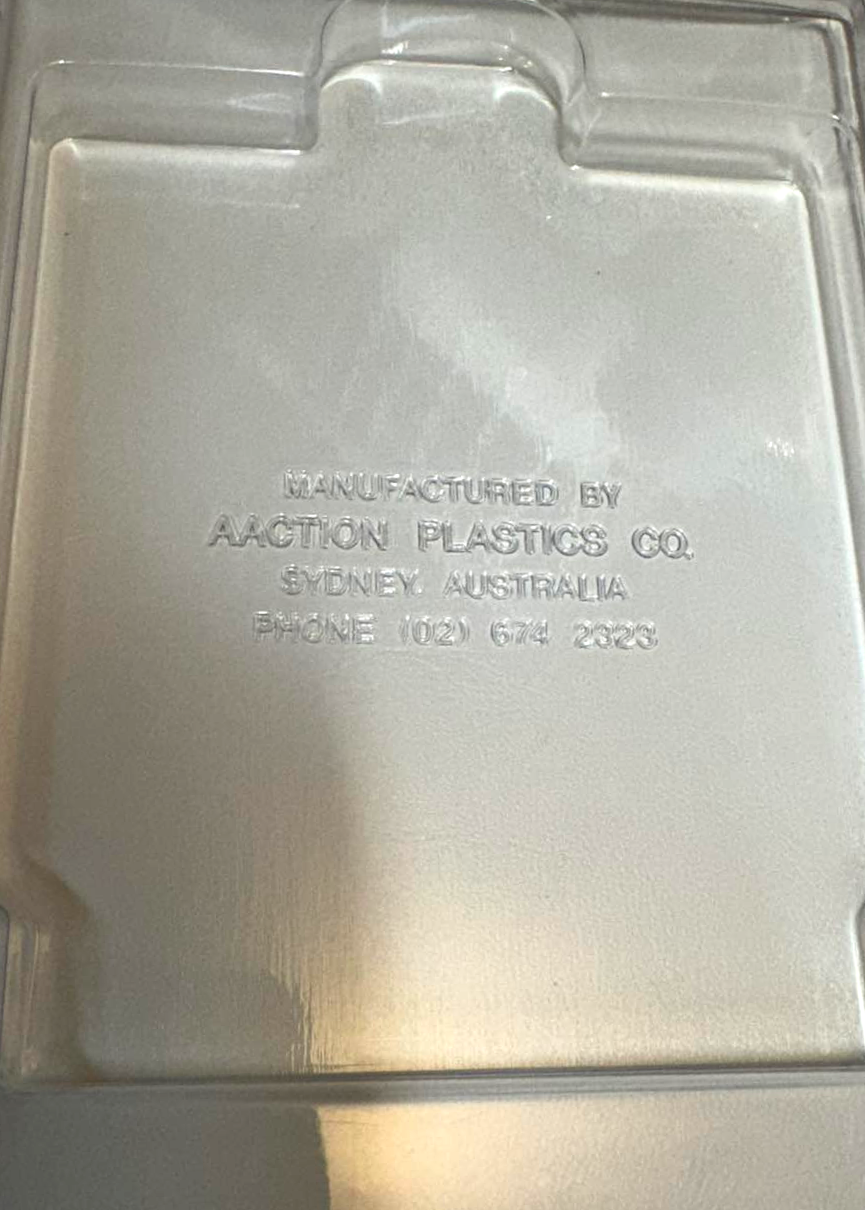 MANUFACTURED BY
AACTION PLASTICS CO.
SYDNEY. AUSTRALIA
PHONE (02) 674 2323